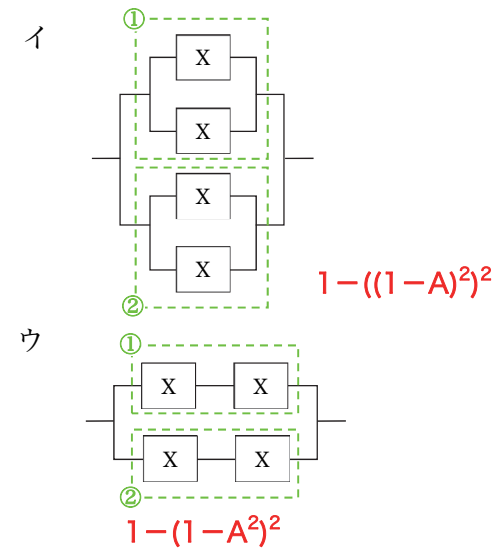 イ
①
X
X
X
X
②
1－((1－A)²)²
ウ
①
X X
X X
②
1－(1－A²)²